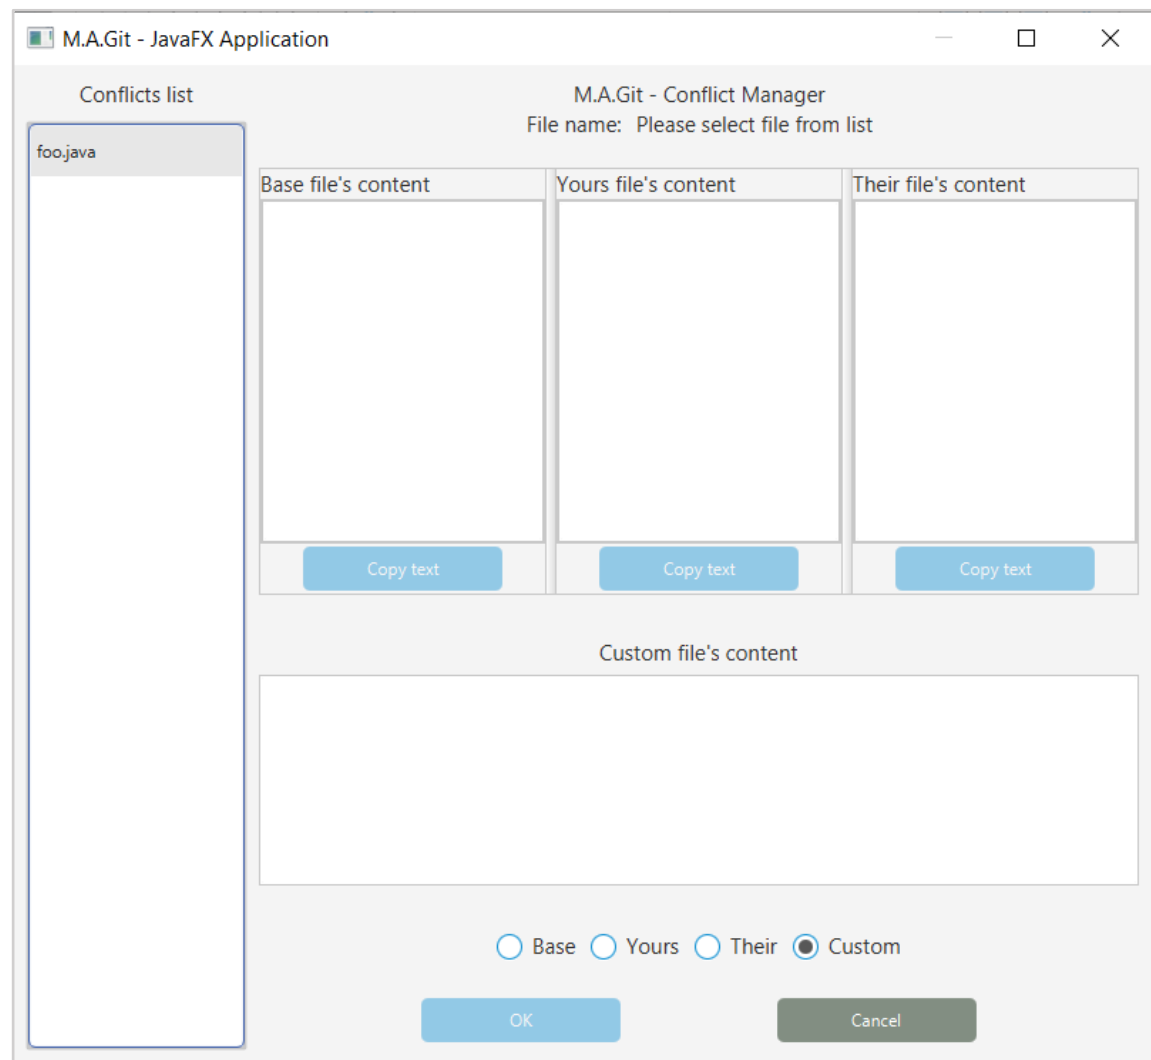 M.A.Git - JavaFX Application
Conflicts list
foo.java
M.A.Git - Conflict Manager
File name: Please select file from list
Base file's content
Yours file's content
Their file's content
Copy text
Copy text
Copy text
Custom file's content
Base Yours Their Custom
OK Cancel